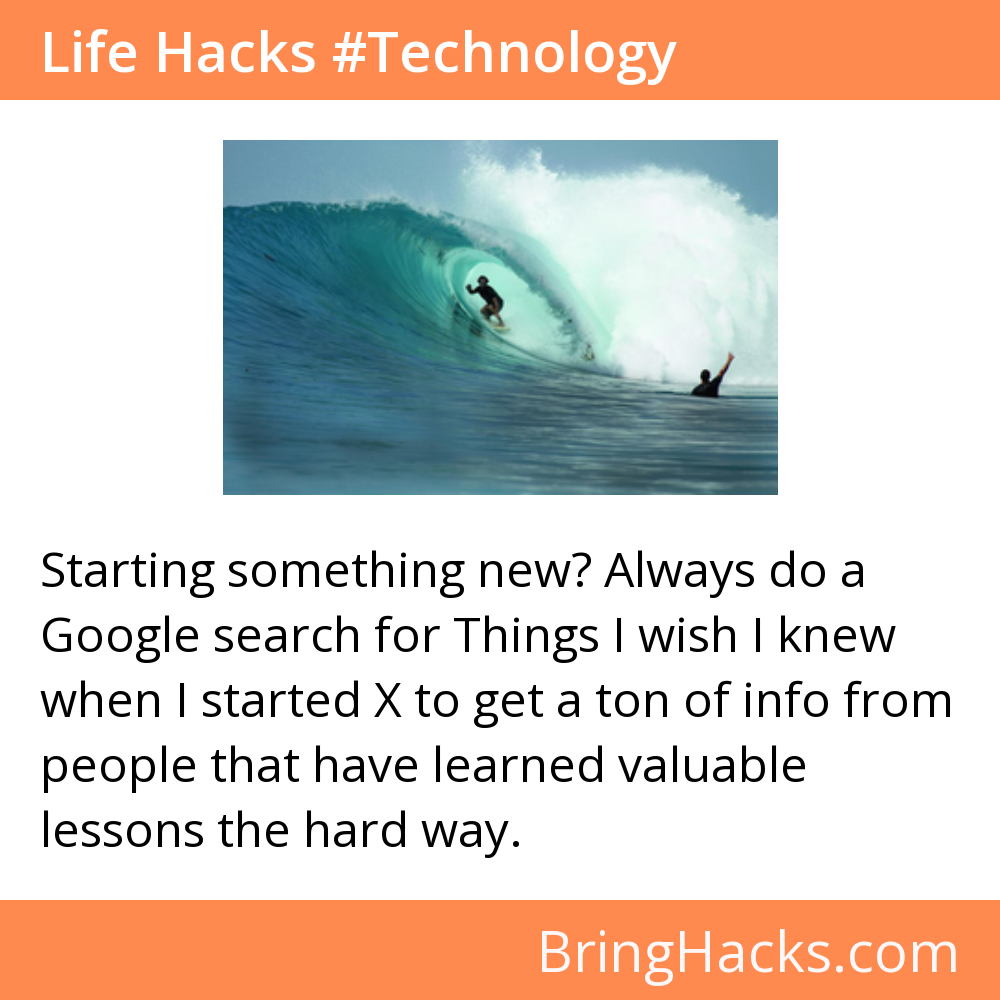 Life Hacks #Technology
Starting something new? Always do a
Google search for Things I wish I knew
when I started X to get a ton of info from
people that have learned valuable
lessons the hard way.
BringHacks.com